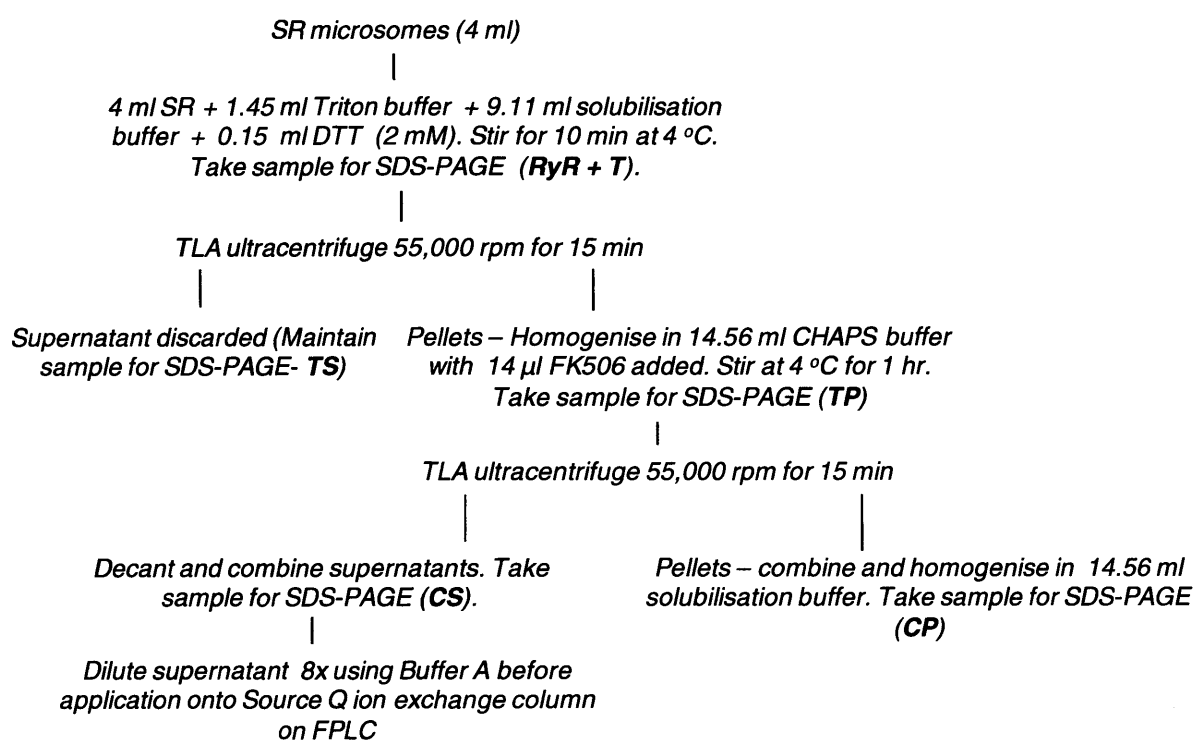 SR microsomes (4 ml)
4 ml SR + 1.45 ml Triton buffer + 9.11 ml solubilisation
buffer + 0.15 ml DTT (2 mM). Stir for 10 min at 4 ºC.
Take sample for SDS-PAGE (RyR + T).
TLA ultracentrifuge 55,000 rpm for 15 min
Supernatant discarded (Maintain
sample for SDS-PAGE- TS)
Pellets – Homogenise in 14.56 ml CHAPS buffer
with 14 µl FK506 added. Stir at 4 ºC for 1 hr.
Take sample for SDS-PAGE (TP)
TLA ultracentrifuge 55,000 rpm for 15 min
Decant and combine supernatants. Take
sample for SDS-PAGE (CS).
Pellets – combine and homogenise in 14.56 ml
solubilisation buffer. Take sample for SDS-PAGE
(CP)
Dilute supernatant 8x using Buffer A before
application onto Source Q ion exchange column
on FPLC